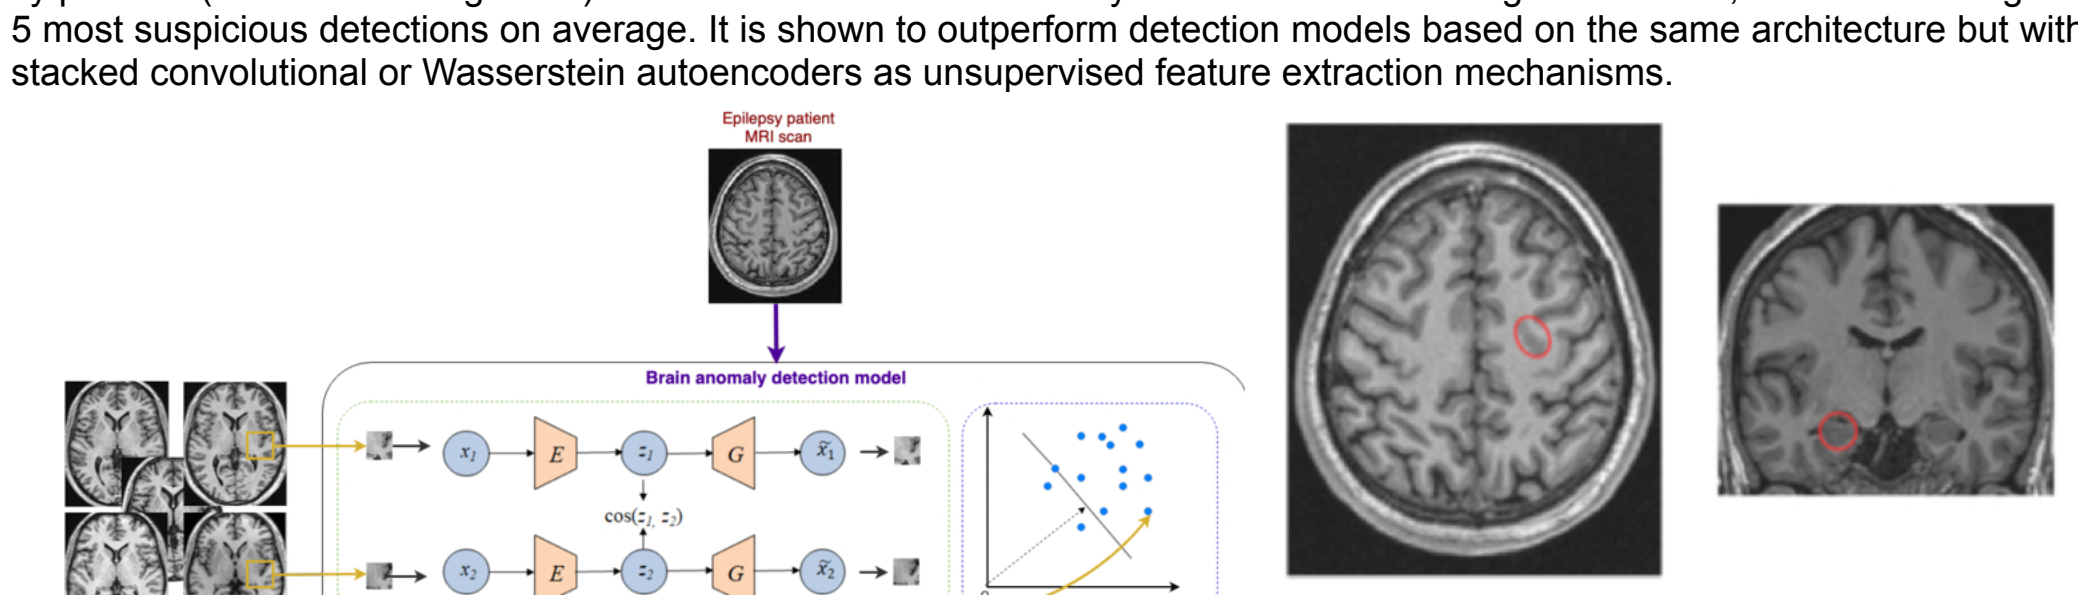 5 most suspicious detections on average. It is shown to outperform detection models based on the same architecture but with
stacked convolutional or Wasserstein autoencoders as unsupervised feature extraction mechanisms.
Epilepsy patient
MRI scan
Brain anomaly detection model
x₁ E z₁ G x̃₁
cos(z₁, z₂)
x₂ E z₂ G x̃₂